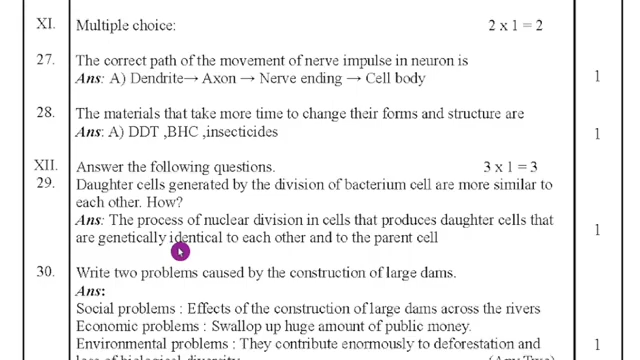 XI. Multiple choice: 2 x 1 = 2
27. The correct path of the movement of nerve impulse in neuron is
Ans: A) Dendrite→ Axon → Nerve ending → Cell body 1
28. The materials that take more time to change their forms and structure are
Ans: A) DDT ,BHC ,insecticides 1
XII. Answer the following questions. 3 x 1 = 3
29. Daughter cells generated by the division of bacterium cell are more similar to
each other. How?
Ans: The process of nuclear division in cells that produces daughter cells that 1
are genetically identical to each other and to the parent cell
30. Write two problems caused by the construction of large dams.
Ans:
Social problems : Effects of the construction of large dams across the rivers
Economic problems : Swallop up huge amount of public money.
Environmental problems : They contribute enormously to deforestation and 1
loss of biological diversity (Any Two)